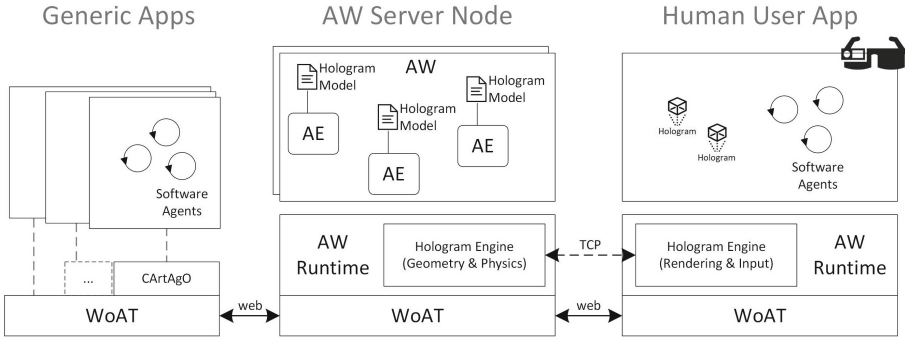 Generic Apps
AW Server Node
Human User App
AW
Hologram
Model
AE
Hologram
Model
AE
Hologram
Model
AE
Software
Agents
Hologram
Hologram
Software
Agents
...
CArtAgO
WoAT
web
AW
Runtime
Hologram Engine
(Geometry & Physics)
WoAT
TCP
web
Hologram Engine
(Rendering & Input)
AW
Runtime
WoAT